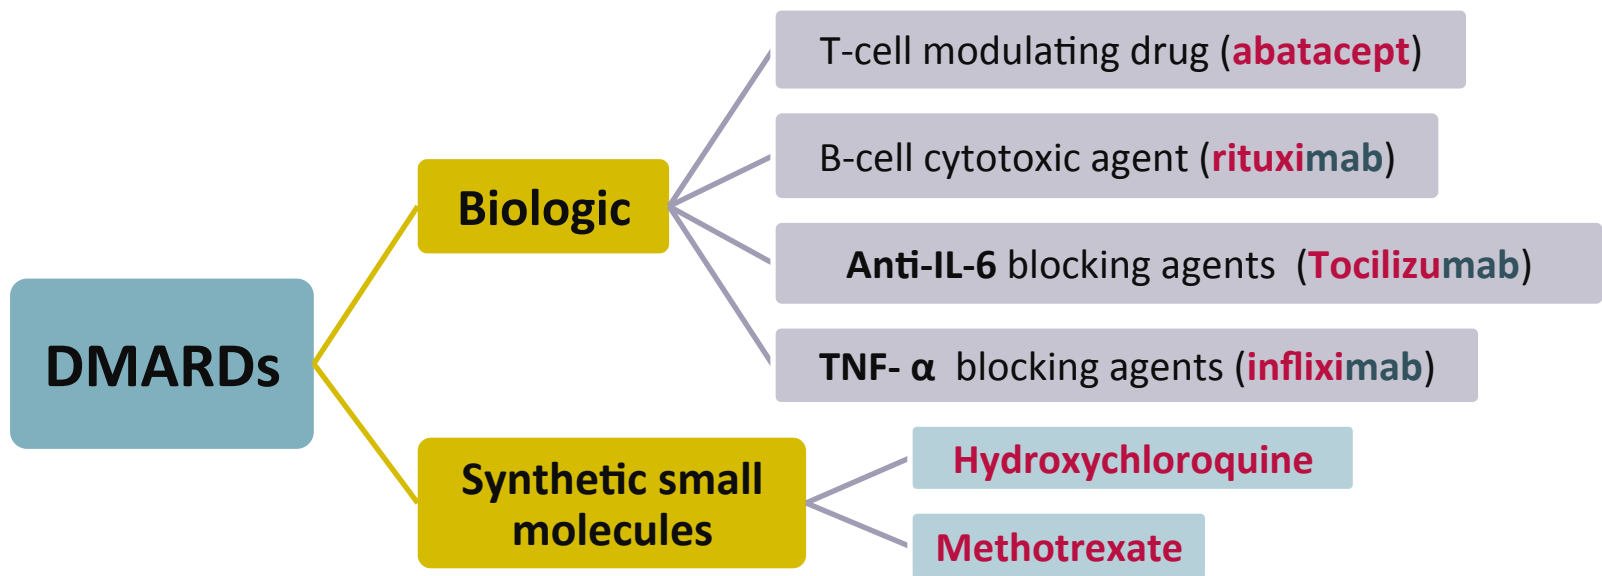 DMARDs
Biologic
T-cell modulating drug (abatacept)
B-cell cytotoxic agent (rituximab)
Anti-IL-6 blocking agents (Tocilizumab)
TNF- α blocking agents (infliximab)
Synthetic small
molecules
Hydroxychloroquine
Methotrexate